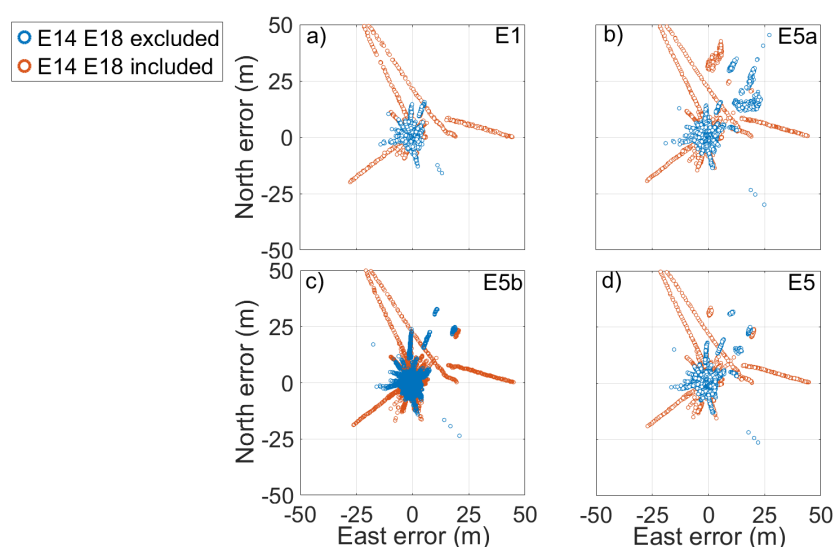 E14 E18 excluded
E14 E18 included
a) E1
b) E5a
50
25
0
-25
-50
North error (m)
c) E5b
d) E5
50
25
0
-25
-50
North error (m)
-50 -25 0 25 50
-50 -25 0 25 50
East error (m)
East error (m)